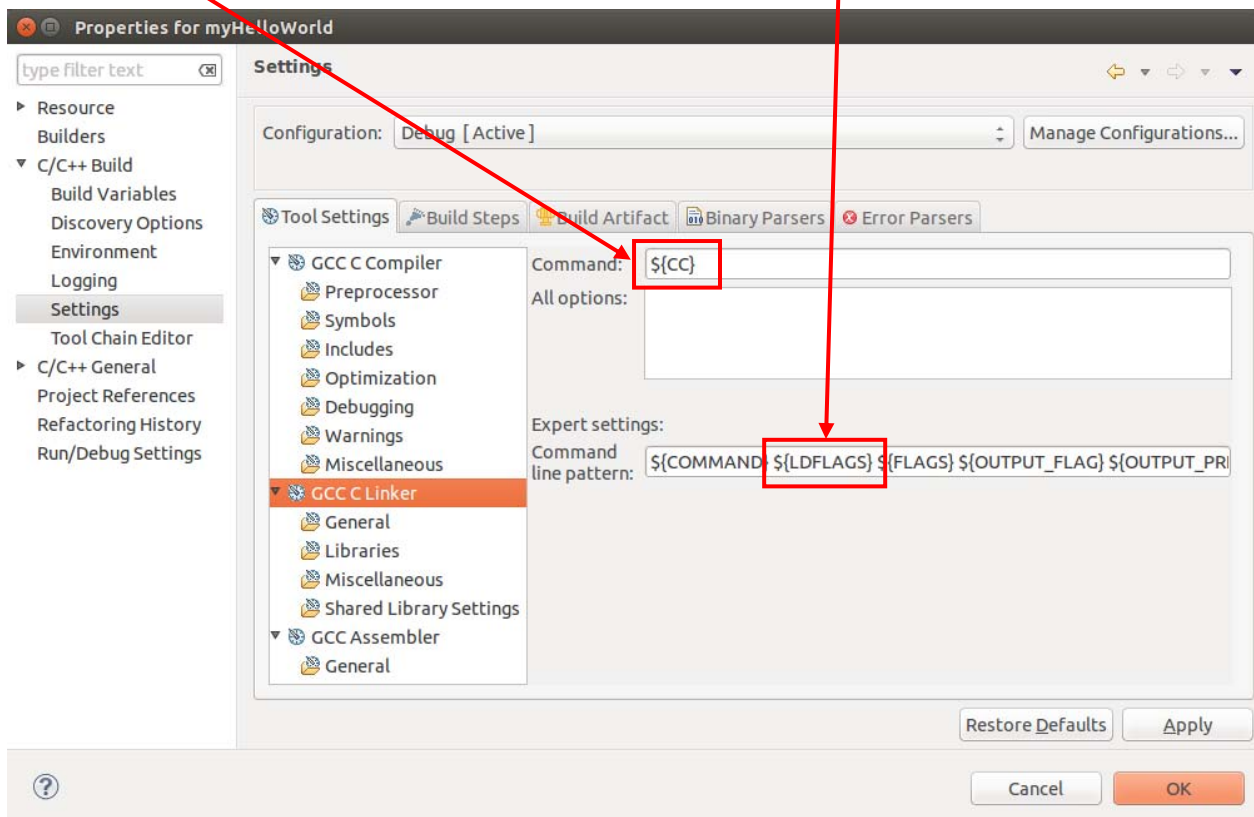 Properties for myHelloWorld
type filter text
Resource
Builders
C/C++ Build
Build Variables
Discovery Options
Environment
Logging
Settings
Tool Chain Editor
C/C++ General
Project References
Refactoring History
Run/Debug Settings
Settings
Configuration: Debug [ Active ] Manage Configurations...
Tool Settings Build Steps Build Artifact Binary Parsers Error Parsers
GCC C Compiler
Preprocessor
Symbols
Includes
Optimization
Debugging
Warnings
Miscellaneous
GCC C Linker
General
Libraries
Miscellaneous
Shared Library Settings
GCC Assembler
General
Command: ${CC}
All options:
Expert settings:
Command
line pattern:
${COMMAND} ${LDFLAGS} ${FLAGS} ${OUTPUT_FLAG} ${OUTPUT_PR
Restore Defaults Apply
Cancel OK